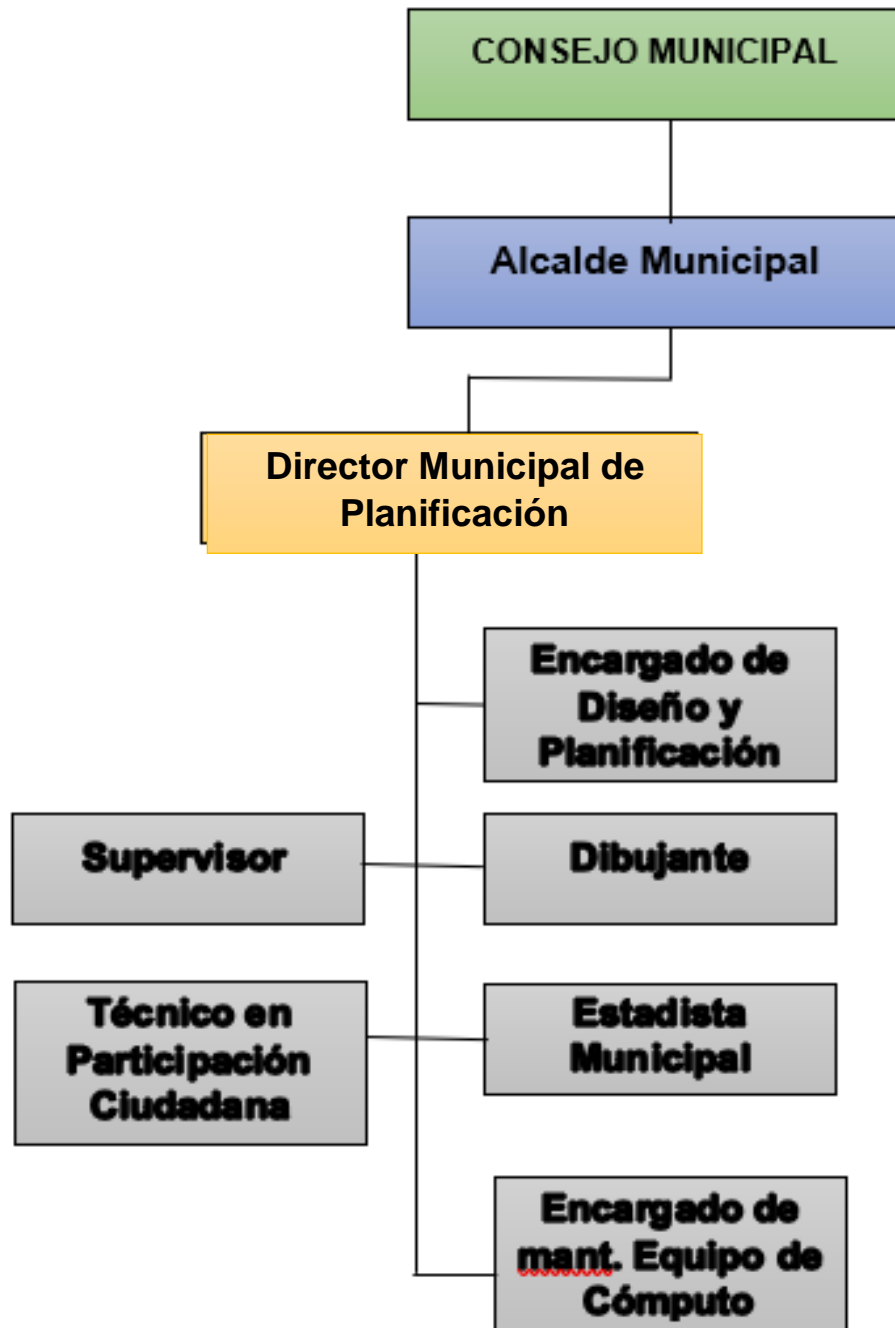 CONSEJO MUNICIPAL
Alcalde Municipal
Director Municipal de
Planificación
Encargado de
Diseño y
Planificación
Supervisor
Dibujante
Técnico en
Participación
Ciudadana
Estadista
Municipal
Encargado de
mant. Equipo de
Cómputo